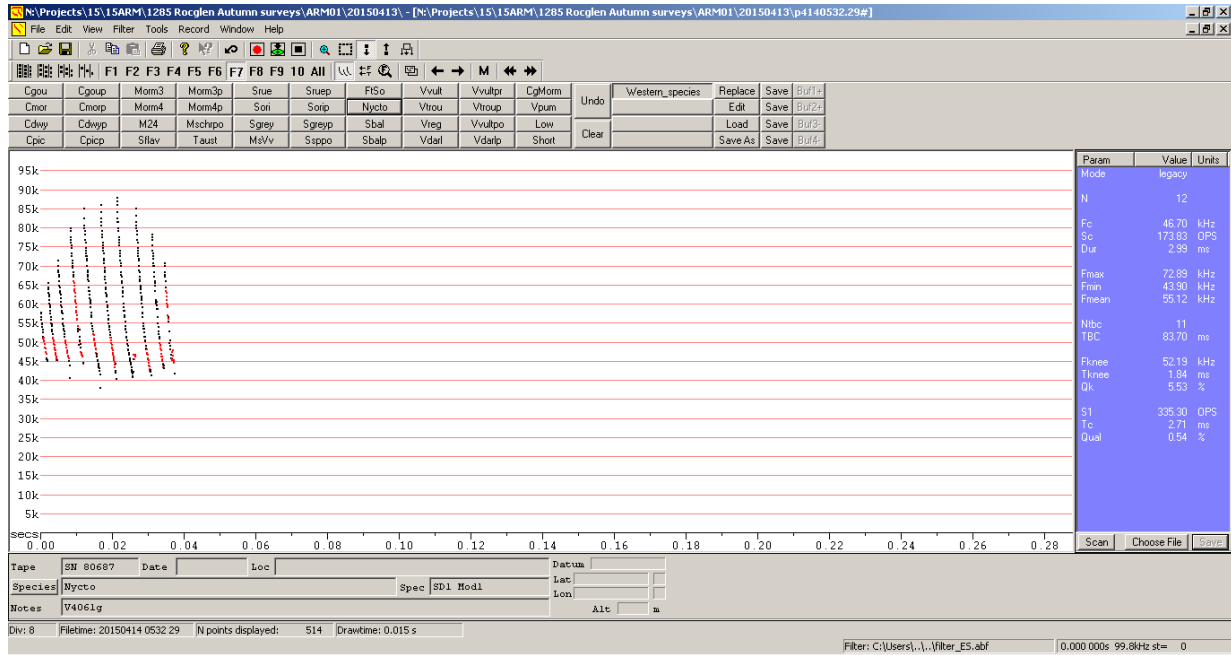 N:\Projects\15\15ARM\1285 Rocglen Autumn surveys\ARM01\20150413\ - [N:\Projects\15\15ARM\1285 Rocglen Autumn surveys\ARM01\20150413\p4140532.29#]
File Edit View Filter Tools Record Window Help
F1 F2 F3 F4 F5 F6 F7 F8 F9 10 All M
Cgou Cgoup Morm3 Morm3p Srue Sruep FtSo Vvult Vvultpr CgMorm Undo Western_species Replace Save Buf1+
Cmor Cmorp Morm4 Morm4p Sori Sorip Nycto Vtrou Vtroup Vpum Edit Save Buf2+
Cdwy Cdwyp M24 Mschrpo Sgrey Sgreyp Sbal Vreg Vvultpo Low Clear Load Save Buf3-
Cpic Cpicp Sflav Taust MsVv Ssppo Sbalp Vdarl Vdarlp Short Save As Save Buf4-
Param Value Units
Mode legacy
N 12
Fc 46.70 kHz
Sc 173.83 OPS
Dur 2.99 ms
Fmax 72.89 kHz
Fmin 43.90 kHz
Fmean 55.12 kHz
Ntbc 11
TBC 83.70 ms
Fknee 52.19 kHz
Tknee 1.84 ms
Qk 5.53 %
S1 335.30 OPS
Tc 2.71 ms
Qual 0.54 %
95k
90k
85k
80k
75k
70k
65k
60k
55k
50k
45k
40k
35k
30k
25k
20k
15k
10k
5k
secs
0.00 0.02 0.04 0.06 0.08 0.10 0.12 0.14 0.16 0.18 0.20 0.22 0.24 0.26 0.28
Scan Choose File Save
Tape SN 80687 Date Loc Datum
Species Nycto Spec SD1 Mod1 Lat
Lon
Notes V4061g Alt m
Div: 8 Filetime: 20150414 0532 29 N points displayed: 514 Drawtime: 0.015 s
Filter: C:\Users\..\..\filter_ES.abf 0.000 000s 99.8kHz st= 0